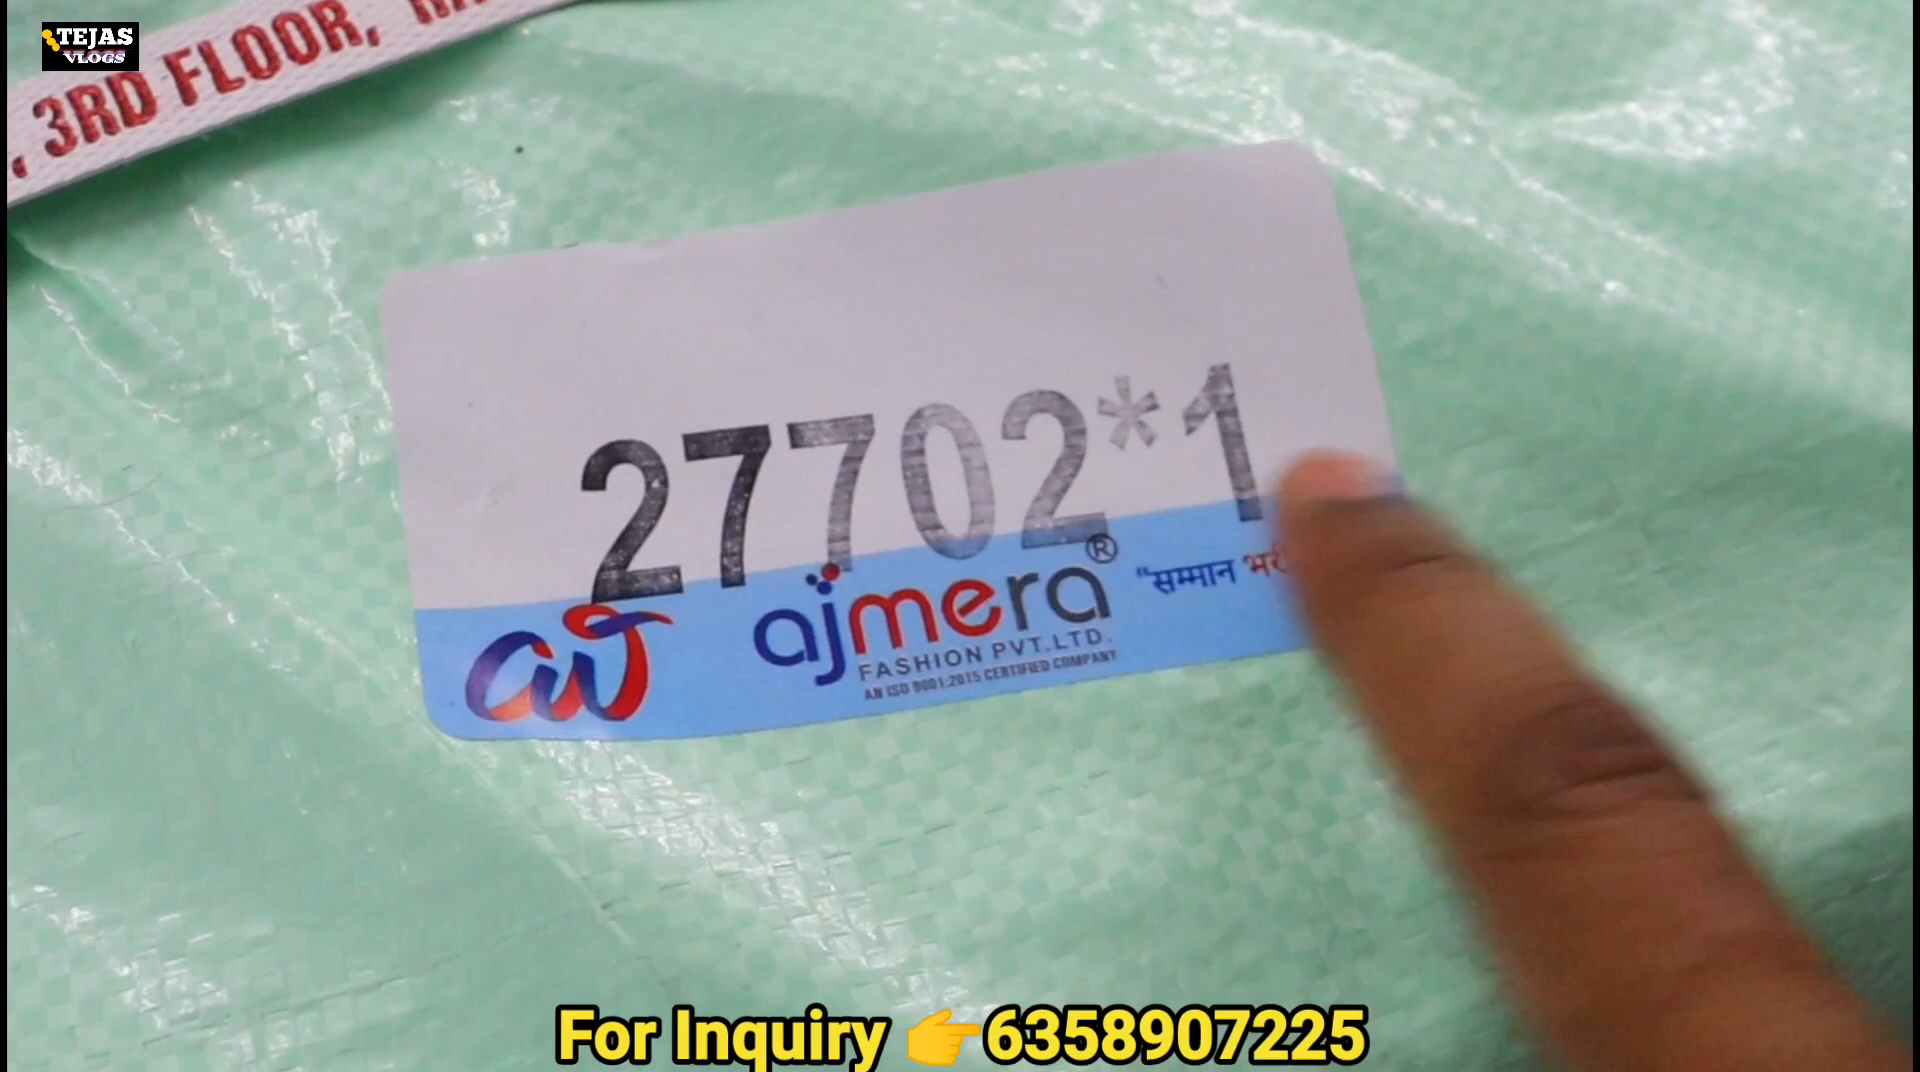 TEJAS
VLOGS
, 3RD FLOOR,
27702*1
ajmera®
FASHION PVT.LTD.
AN ISO 9001:2015 CERTIFIED COMPANY
"सम्मान
For Inquiry 👉6358907225